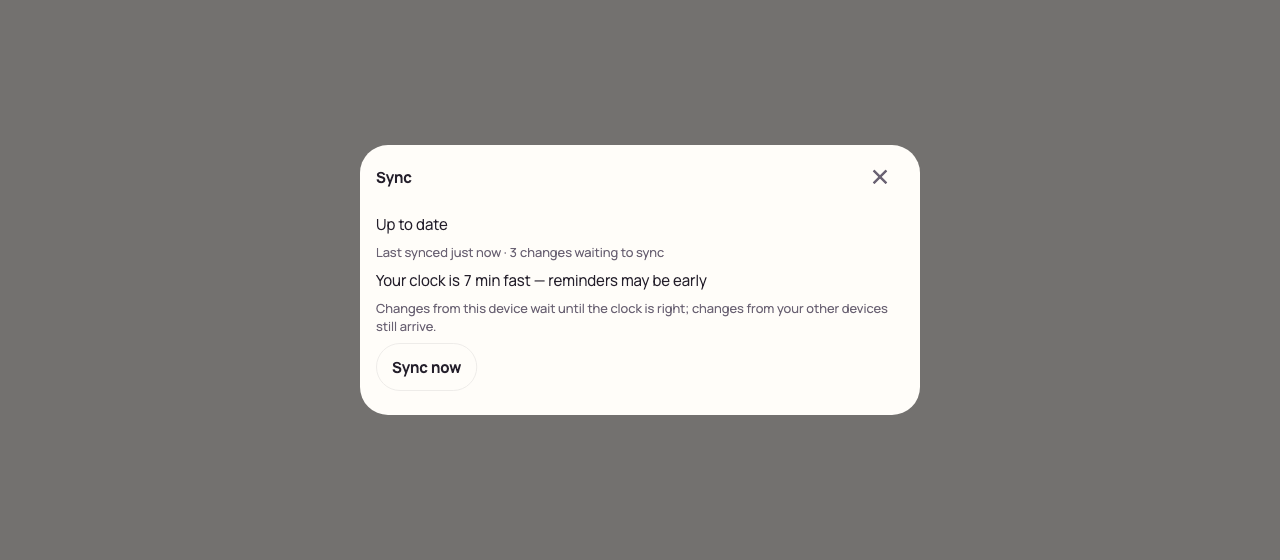 Sync
Up to date
Last synced just now · 3 changes waiting to sync
Your clock is 7 min fast — reminders may be early
Changes from this device wait until the clock is right; changes from your other devices
still arrive.
Sync now